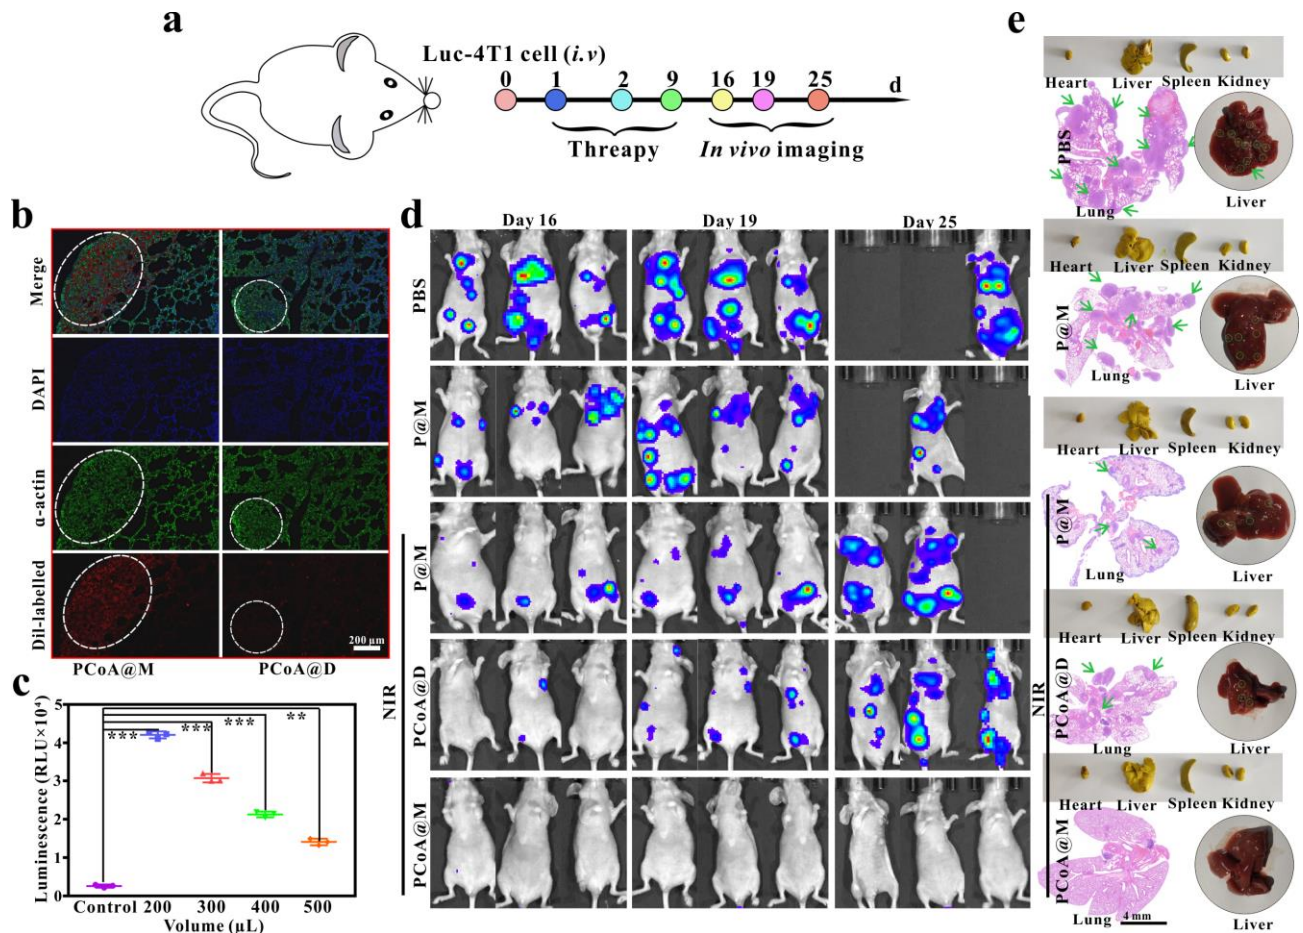 a
Luc-4T1 cell (i.v)
0 1 2 9 16 19 25 d
Threapy In vivo imaging
b
Merge
DAPI
α-actin
Dil-labelled
200 μm
PCoA@M PCoA@D
c
Luminescence (RLU×10⁴)
5
4
3
2
1
0
*** *** *** **
Control 200 300 400 500
Volume (μL)
d
Day 16 Day 19 Day 25
PBS
P@M
P@M
PCoA@D
PCoA@M
NIR
e
Heart Liver Spleen Kidney
PBS
Lung
Liver
Heart Liver Spleen Kidney
P@M
Lung
Liver
Heart Liver Spleen Kidney
P@M
Lung
Liver
Heart Liver Spleen Kidney
PCoA@D
Lung
Liver
Heart Liver Spleen Kidney
PCoA@M
Lung
4 mm
Liver
NIR